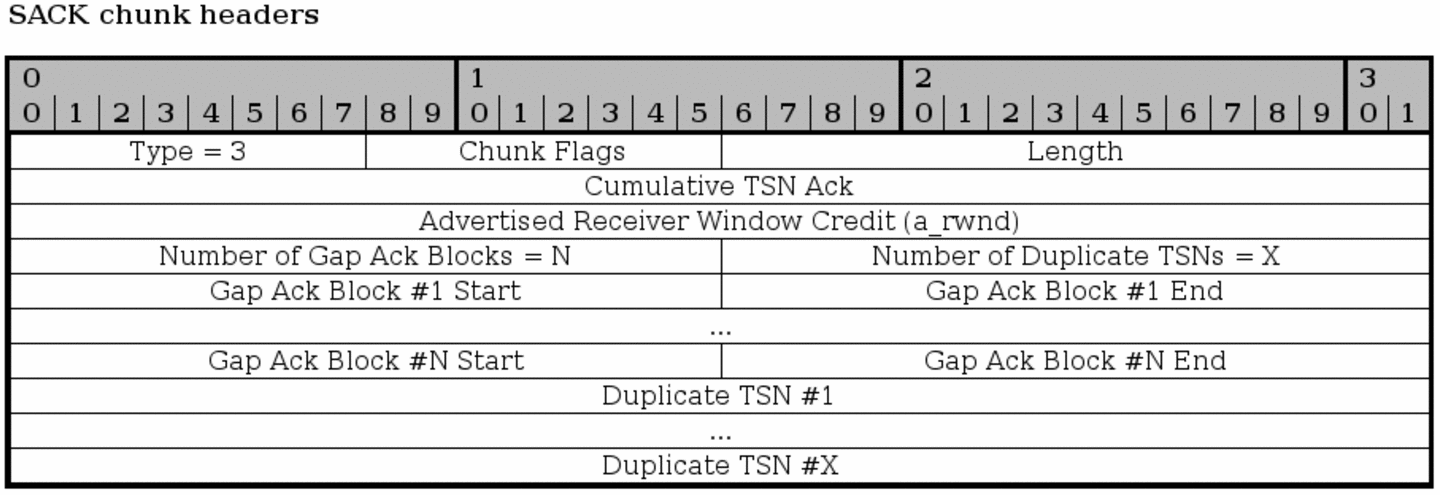 SACK chunk headers
0 1 2 3
0 1 2 3 4 5 6 7 8 9 0 1 2 3 4 5 6 7 8 9 0 1 2 3 4 5 6 7 8 9 0 1
Type = 3 Chunk Flags Length
Cumulative TSN Ack
Advertised Receiver Window Credit (a_rwnd)
Number of Gap Ack Blocks = N Number of Duplicate TSNs = X
Gap Ack Block #1 Start Gap Ack Block #1 End
...
Gap Ack Block #N Start Gap Ack Block #N End
Duplicate TSN #1
...
Duplicate TSN #X